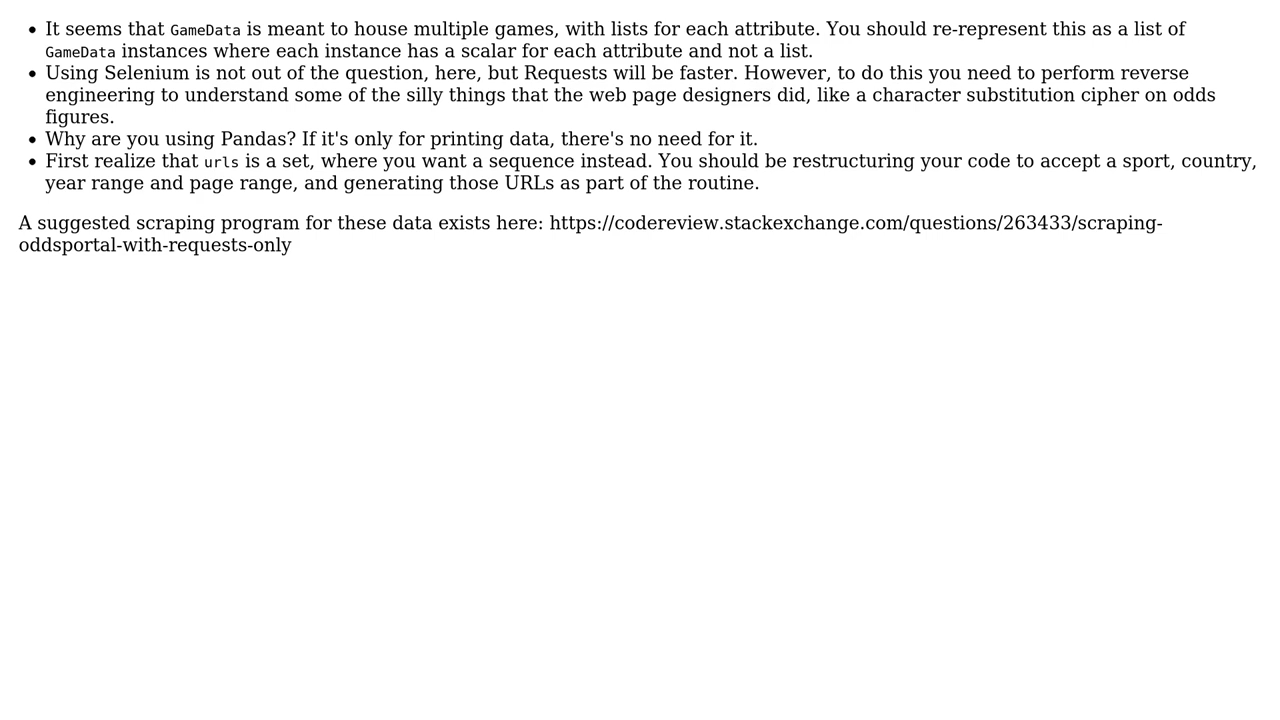 It seems that GameData is meant to house multiple games, with lists for each attribute. You should re-represent this as a list of
GameData instances where each instance has a scalar for each attribute and not a list.
Using Selenium is not out of the question, here, but Requests will be faster. However, to do this you need to perform reverse
engineering to understand some of the silly things that the web page designers did, like a character substitution cipher on odds
figures.
Why are you using Pandas? If it's only for printing data, there's no need for it.
First realize that urls is a set, where you want a sequence instead. You should be restructuring your code to accept a sport, country,
year range and page range, and generating those URLs as part of the routine.
A suggested scraping program for these data exists here: https://codereview.stackexchange.com/questions/263433/scraping-
oddsportal-with-requests-only